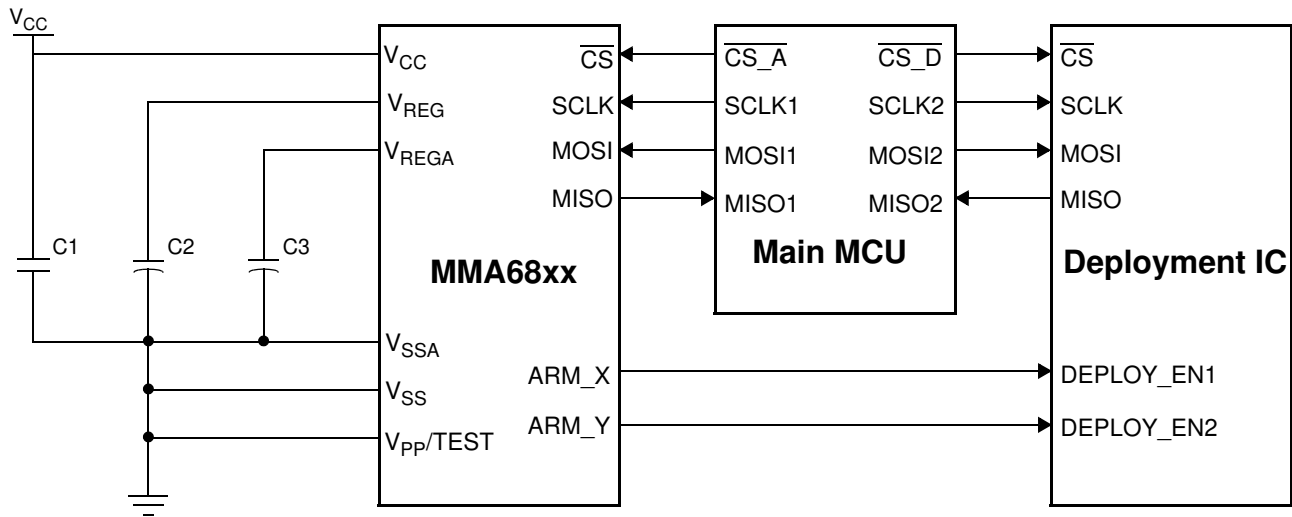 VCC
VCC
VREG
VREGA
C1
C2
C3
VSSA
VSS
VPP/TEST
CS
SCLK
MOSI
MISO
MMA68xx
ARM_X
ARM_Y
CS_A
SCLK1
MOSI1
MISO1
CS_D
SCLK2
MOSI2
MISO2
Main MCU
CS
SCLK
MOSI
MISO
Deployment IC
DEPLOY_EN1
DEPLOY_EN2